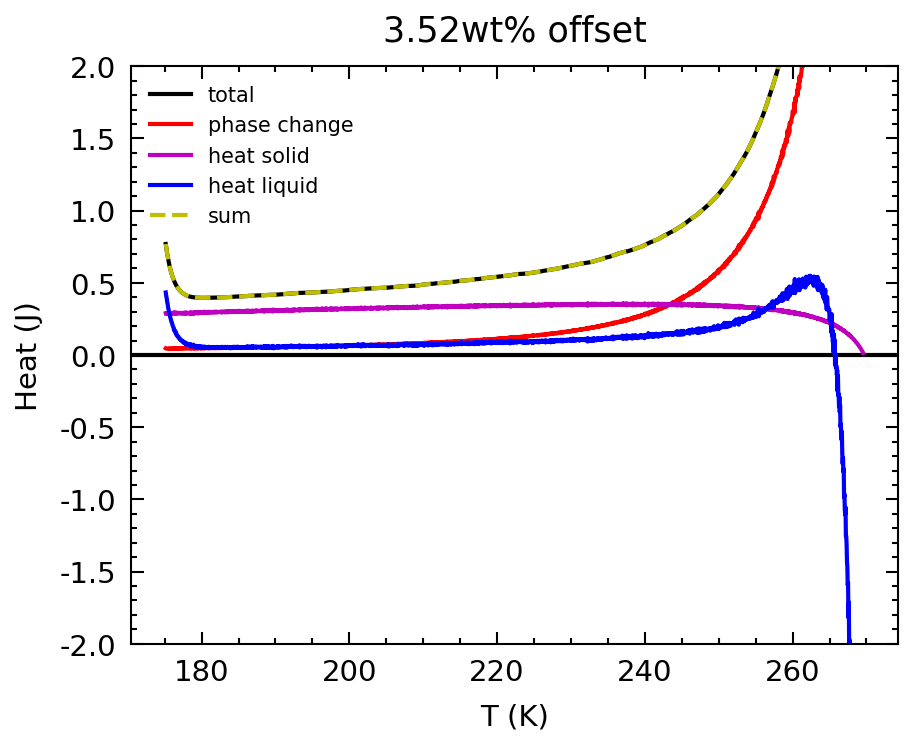 3.52wt% offset
2.0
1.5
1.0
0.5
0.0
-0.5
-1.0
-1.5
-2.0
Heat (J)
total
phase change
heat solid
heat liquid
sum
180 200 220 240 260
T (K)